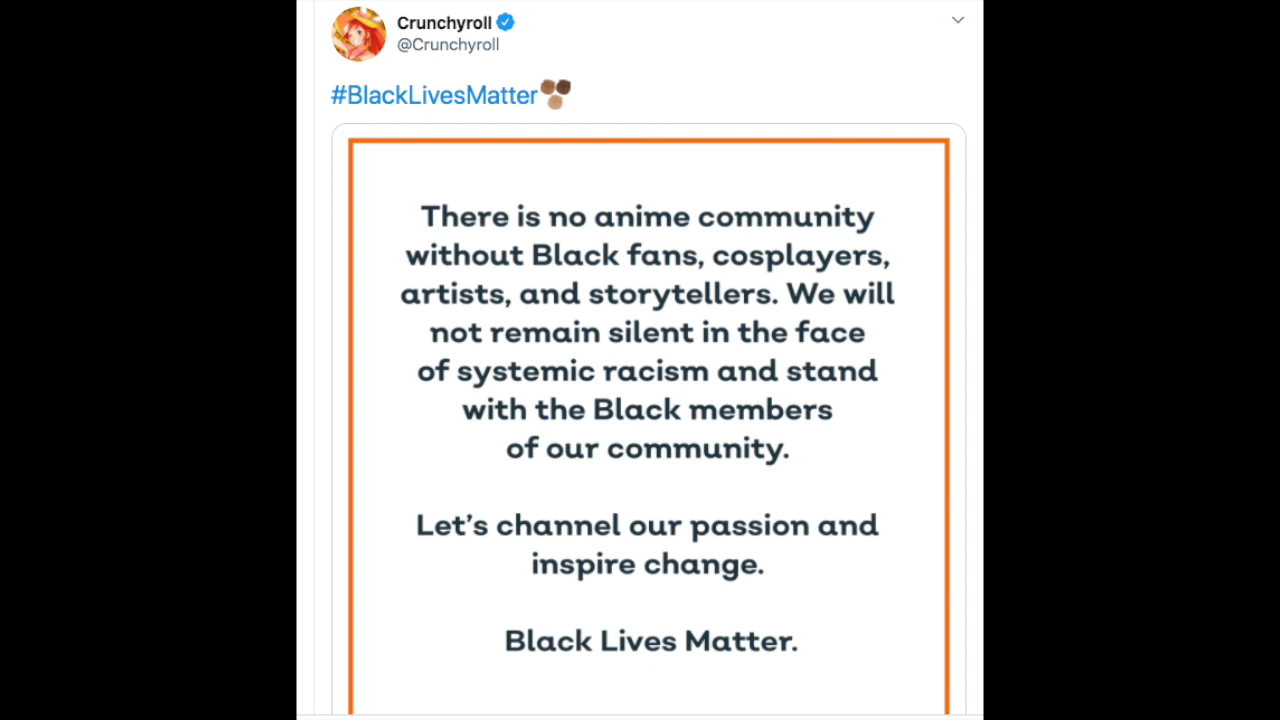 Crunchyroll
@Crunchyroll
#BlackLivesMatter
There is no anime community
without Black fans, cosplayers,
artists, and storytellers. We will
not remain silent in the face
of systemic racism and stand
with the Black members
of our community.
Let’s channel our passion and
inspire change.
Black Lives Matter.